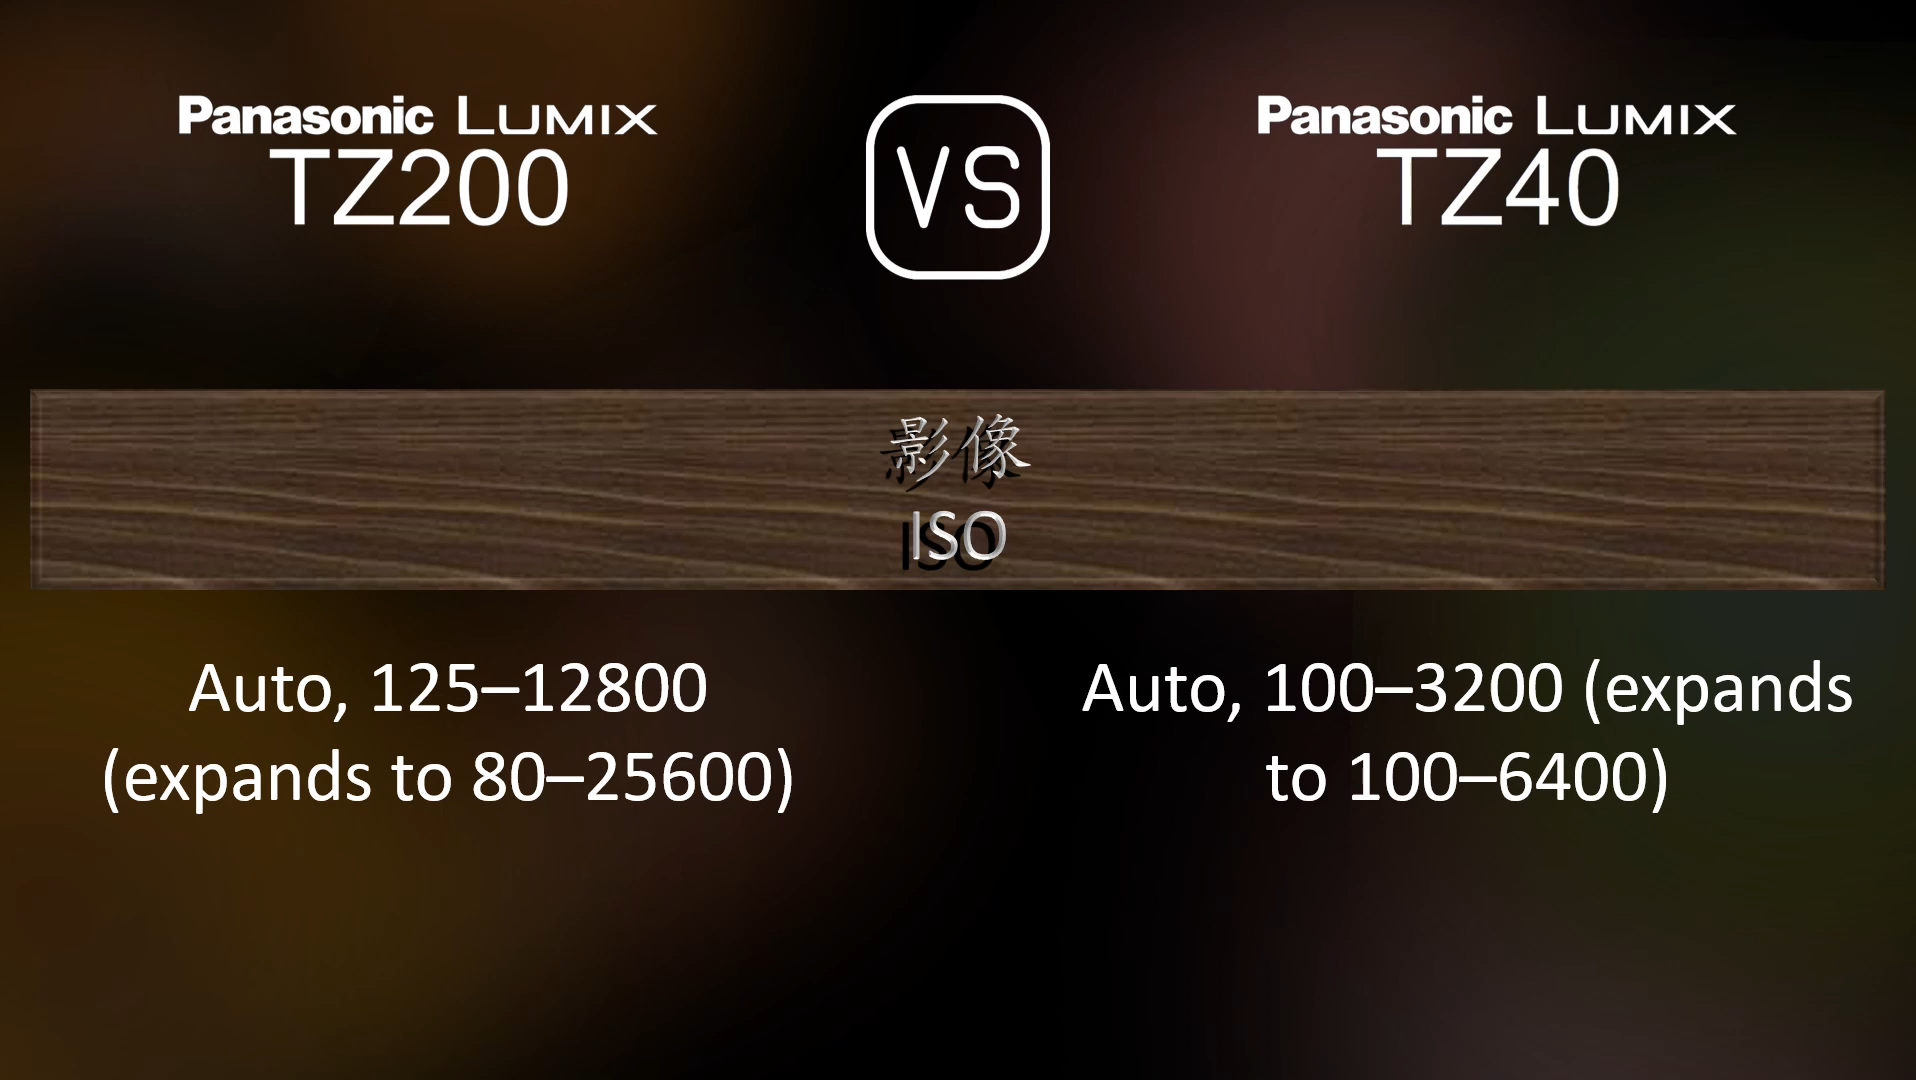 Panasonic LUMIX
TZ200
VS
Panasonic LUMIX
TZ40
影像
ISO
Auto, 125–12800
(expands to 80–25600)
Auto, 100–3200 (expands
to 100–6400)